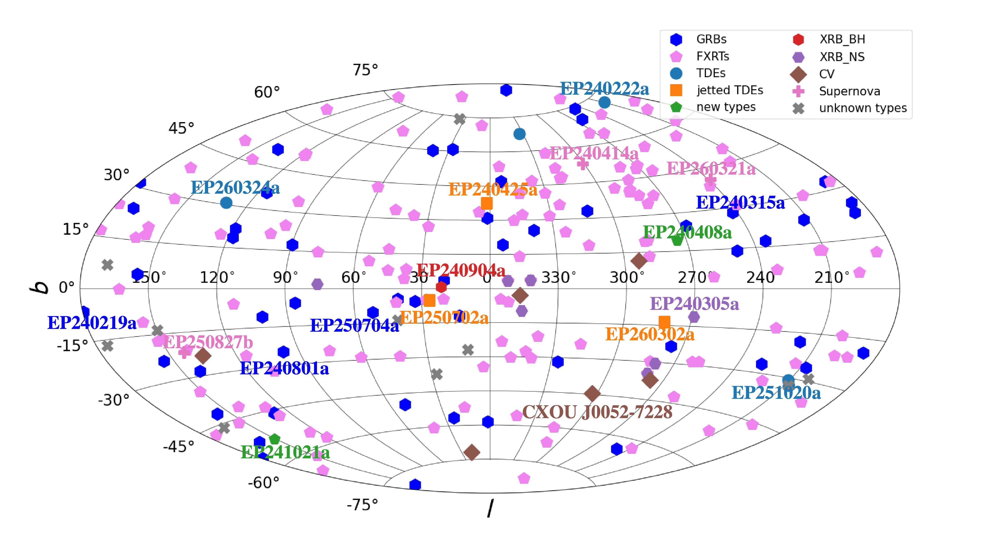 75°
60°
45°
30°
15°
0°
-15°
-30°
-45°
-60°
-75°
b
l
150°
120°
90°
60°
30°
0°
330°
300°
270°
240°
210°
GRBs
FXRTs
TDEs
jetted TDEs
new types
XRB_BH
XRB_NS
CV
Supernova
unknown types
EP240222a
EP240414a
EP260321a
EP260324a
EP240425a
EP240315a
EP240408a
EP240904a
EP240305a
EP240219a
EP250704a
EP250702a
EP260302a
EP250827b
EP240801a
EP251020a
CXOU J0052-7228
EP241021a